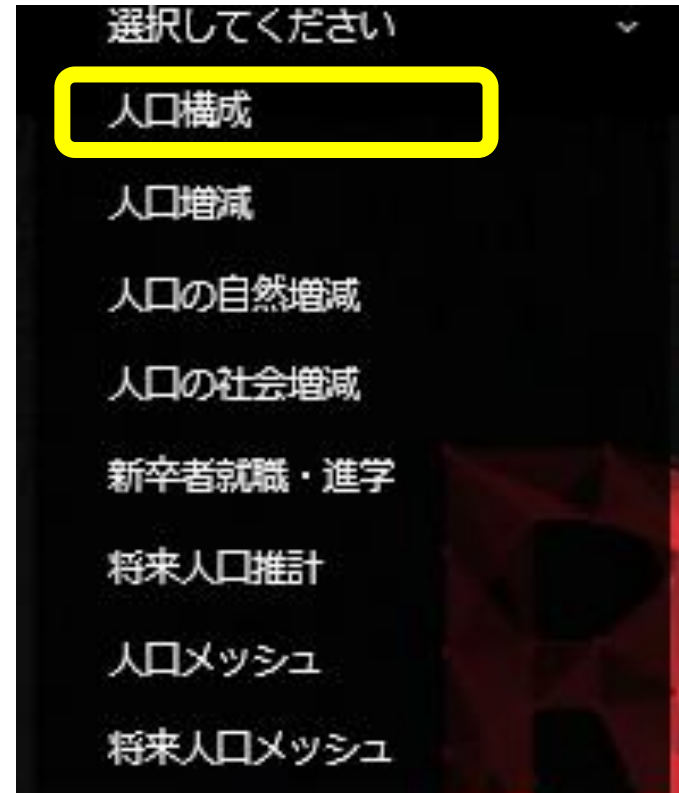 選択してください
人口構成
人口増減
人口の自然増減
人口の社会増減
新卒者就職・進学
将来人口推計
人口メッシュ
将来人口メッシュ